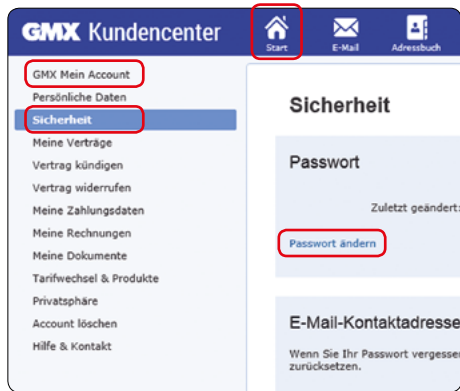 GMX Kundencenter
Start
E-Mail
Adressbuch
GMX Mein Account
Persönliche Daten
Sicherheit
Meine Verträge
Vertrag kündigen
Vertrag widerrufen
Meine Zahlungsdaten
Meine Rechnungen
Meine Dokumente
Tarifwechsel & Produkte
Privatsphäre
Account löschen
Hilfe & Kontakt
Sicherheit
Passwort
Zuletzt geändert:
Passwort ändern
E-Mail-Kontaktadresse
Wenn Sie Ihr Passwort vergessen
zurücksetzen.